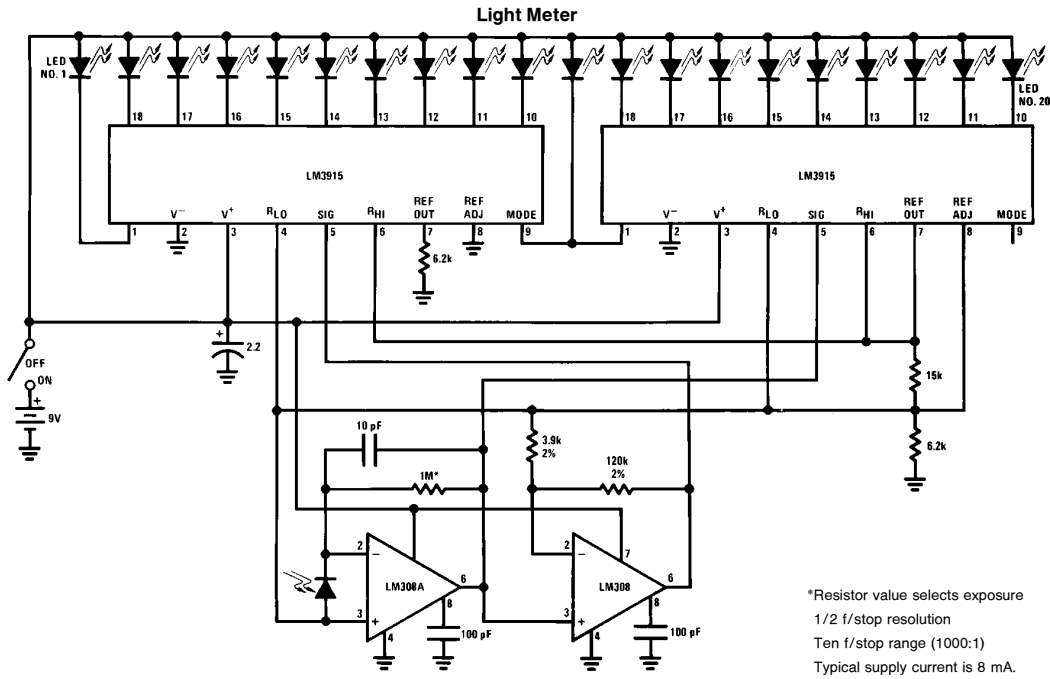 Light Meter
LED
NO. 1
LED
NO. 20
18 17 16 15 14 13 12 11 10
18 17 16 15 14 13 12 11 10
LM3915
LM3915
V− V+ RLO SIG RHI REF OUT REF ADJ MODE
V− V+ RLO SIG RHI REF OUT REF ADJ MODE
1 2 3 4 5 6 7 8 9
1 2 3 4 5 6 7 8 9
6.2k
+
2.2
OFF
ON
+
9V
15k
6.2k
10 pF
1M*
3.9k
2%
120k
2%
2
−
LM308A
6
3
+
8
4
100 pF
2
−
7
LM308
6
3
+
8
4
100 pF
*Resistor value selects exposure
1/2 f/stop resolution
Ten f/stop range (1000:1)
Typical supply current is 8 mA.